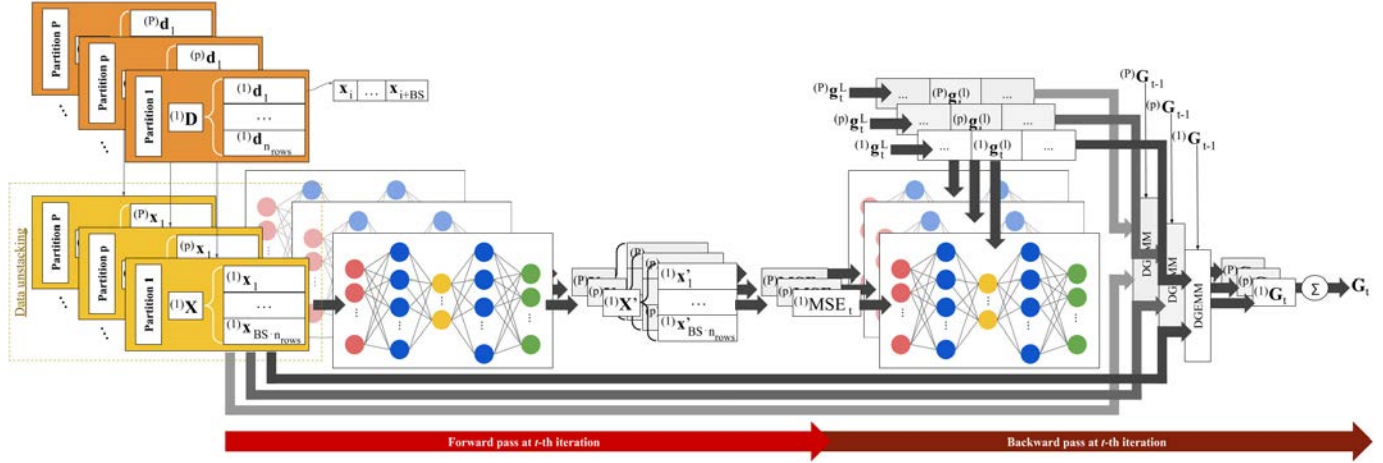 Partition P
(P)d1
Partition p
(p)d1
Partition 1
(1)D
(1)d1
...
(1)dnrows
xi ... xi+BS
Data unstacking
Partition P
(P)x1
Partition p
(p)x1
Partition 1
(1)X
(1)x1
...
(1)xBS·nrows
(P)
(p)
(1)X'
(P)
(p)
(1)x'1
...
(1)x'BS·nrows
(P)
(p)
(1)MSEt
(P)gtL
... (P)gt(l) ...
(p)gtL
... (p)gt(l) ...
(1)gtL
... (1)gt(l) ...
(P)Gt-1
(p)Gt-1
(1)Gt-1
DGEMM
DGEMM
DGEMM
(P)
(p)
(1)Gt
Σ
Gt
Forward pass at t-th iteration
Backward pass at t-th iteration